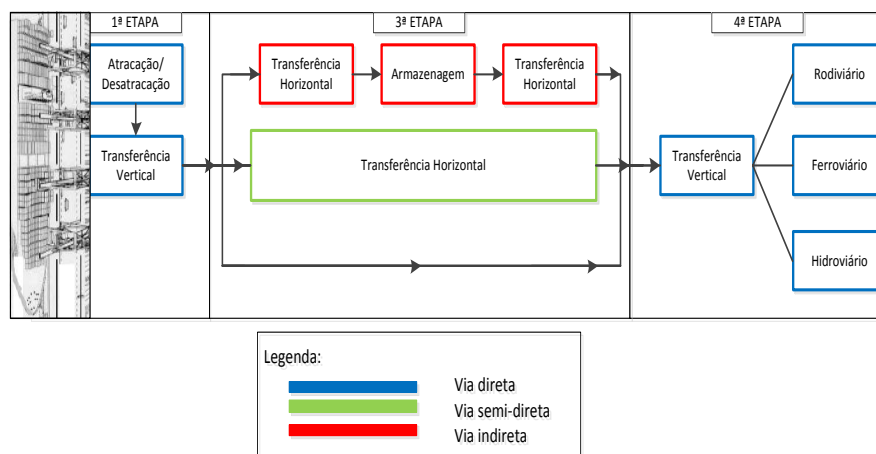 1ª ETAPA
3ª ETAPA
4ª ETAPA
Atracação/
Desatracação
Transferência
Vertical
Transferência
Horizontal
Armazenagem
Transferência
Horizontal
Transferência Horizontal
Transferência
Vertical
Rodiviário
Ferroviário
Hidroviário
Legenda:
Via direta
Via semi-direta
Via indireta